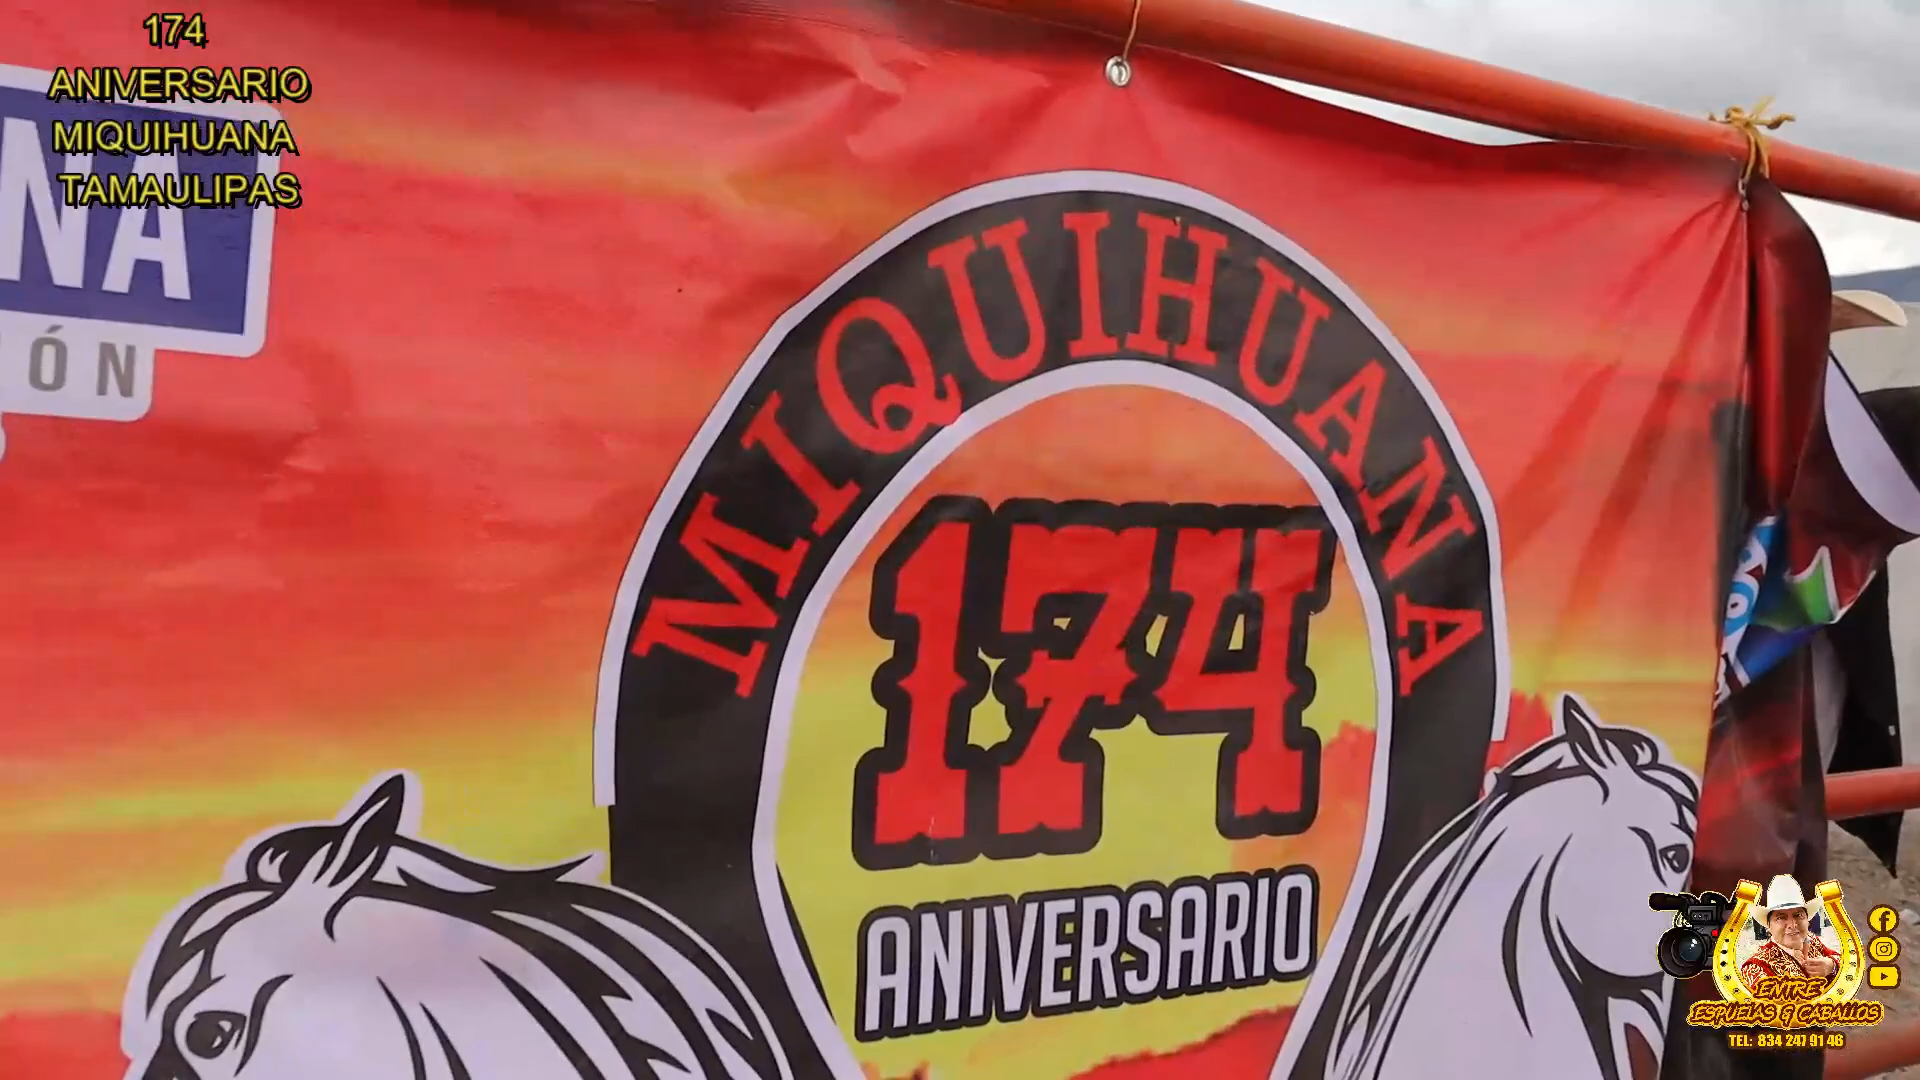 174
ANIVERSARIO
MIQUIHUANA
TAMAULIPAS
NA
ÓN
MIQUIHUANA
174
ANIVERSARIO
ENTRE
ESPUELAS Y CABALLOS
TEL: 834 247 91 46